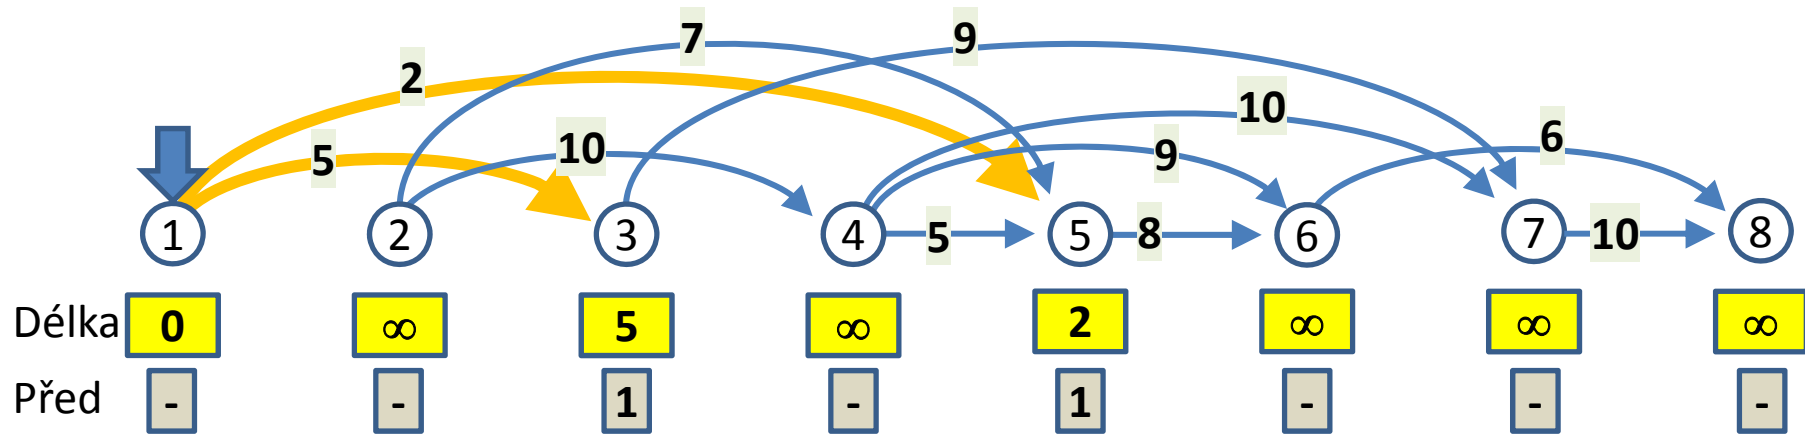 7 9
2 10 6
5 10 9
1 2 3 4 5 5 8 6 7 10 8
Délka 0 ∞ 5 ∞ 2 ∞ ∞ ∞
Před - - 1 - 1 - - -